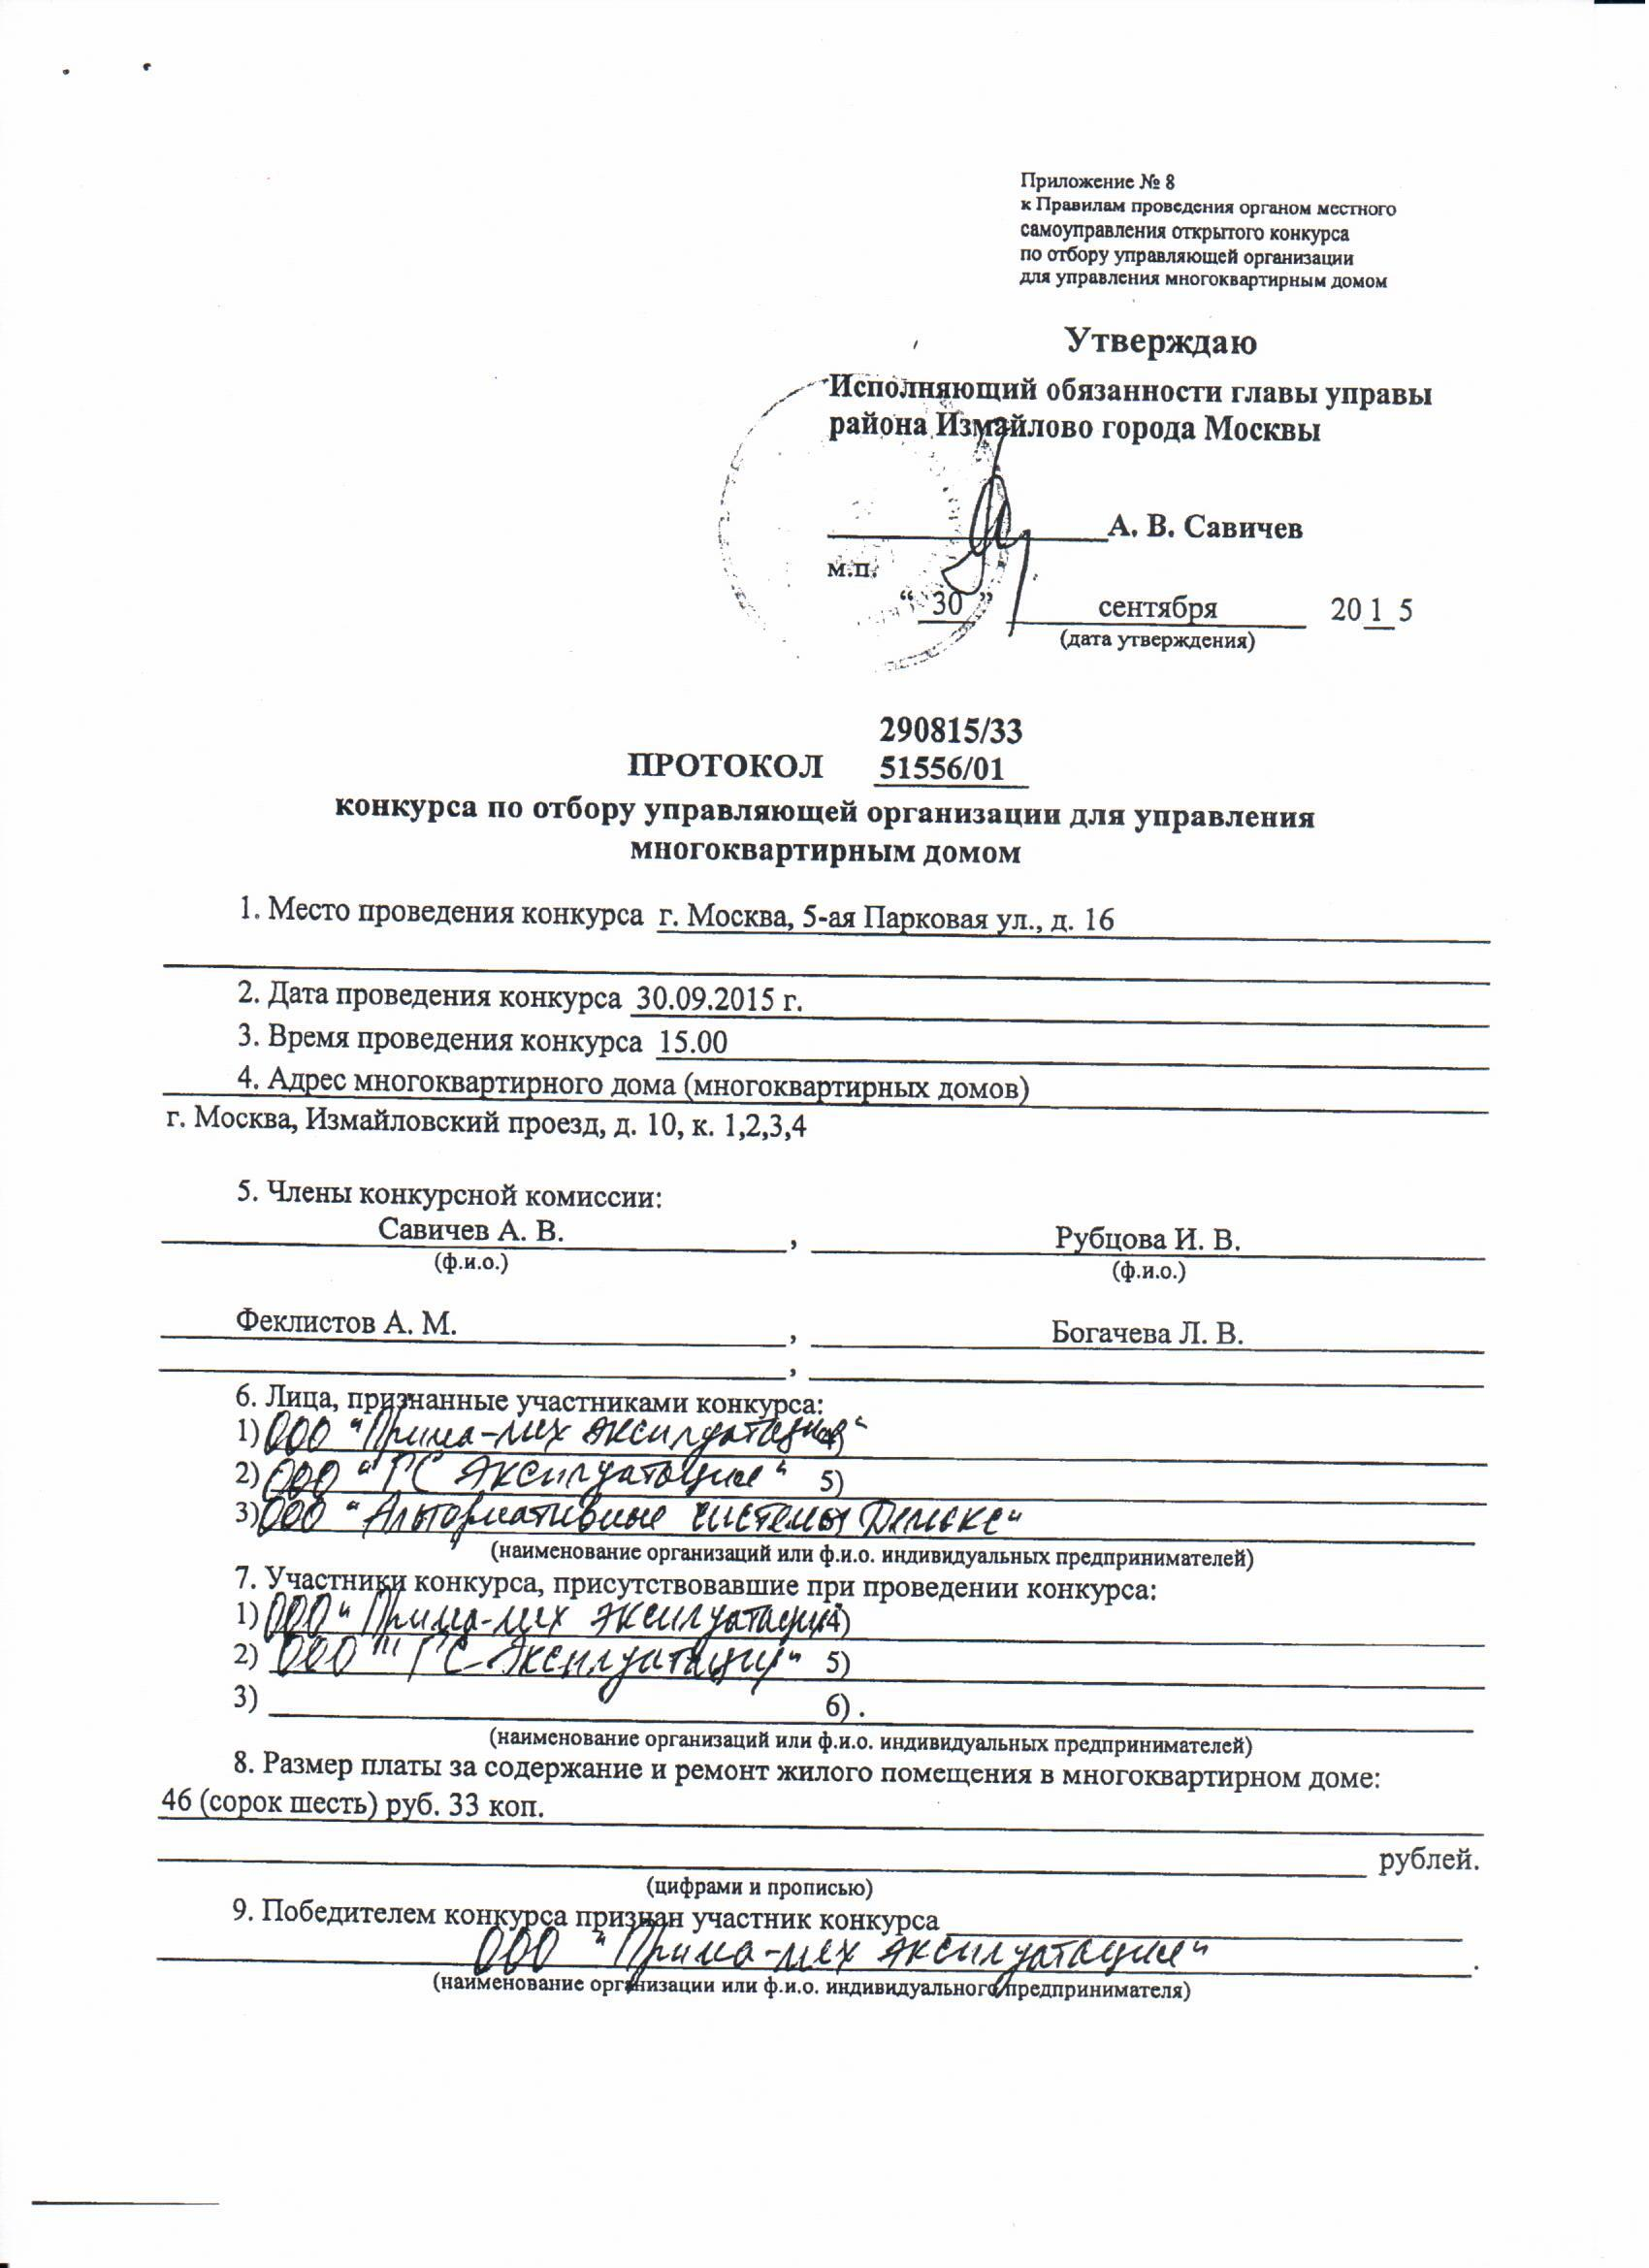 Приложение № 8
к Правилам проведения органом местного
самоуправления открытого конкурса
по отбору управляющей организации
для управления многоквартирным домом
Утверждаю
Исполняющий обязанности главы управы
района Измайлово города Москвы
А. В. Савичев
м.п.
“ 30 ” сентября 20 1 5
(дата утверждения)
290815/33
ПРОТОКОЛ 51556/01
конкурса по отбору управляющей организации для управления
многоквартирным домом
1. Место проведения конкурса г. Москва, 5-ая Парковая ул., д. 16
2. Дата проведения конкурса 30.09.2015 г.
3. Время проведения конкурса 15.00
4. Адрес многоквартирного дома (многоквартирных домов)
г. Москва, Измайловский проезд, д. 10, к. 1,2,3,4
5. Члены конкурсной комиссии:
Савичев А. В. , Рубцова И. В.
(ф.и.о.) (ф.и.о.)
Феклистов А. М. , Богачева Л. В.
,
6. Лица, признанные участниками конкурса:
1) ООО "Прима-мех эксплуатация" 4)
2) ООО "ГС Эксплуатация" 5)
3) ООО "Альтернативные системы
(наименование организаций или ф.и.о. индивидуальных предпринимателей)
7. Участники конкурса, присутствовавшие при проведении конкурса:
1) ООО "Прима-мех эксплуатация 4)
2) ООО "ГС-Эксплуатация" 5)
3) 6) .
(наименование организаций или ф.и.о. индивидуальных предпринимателей)
8. Размер платы за содержание и ремонт жилого помещения в многоквартирном доме:
46 (сорок шесть) руб. 33 коп.
рублей.
(цифрами и прописью)
9. Победителем конкурса признан участник конкурса
ООО "Прима-мех эксплуатация" .
(наименование организации или ф.и.о. индивидуального предпринимателя)